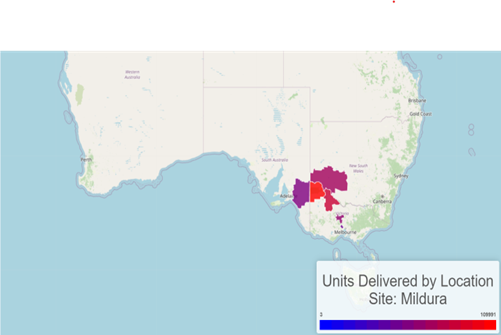 Western
Australia
Brisbane
Gold Coast
Perth
South Australia
New South
Wales
Sydney
Adelaide
Canberra
Victoria
Melbourne
Units Delivered by Location
Site: Mildura
3